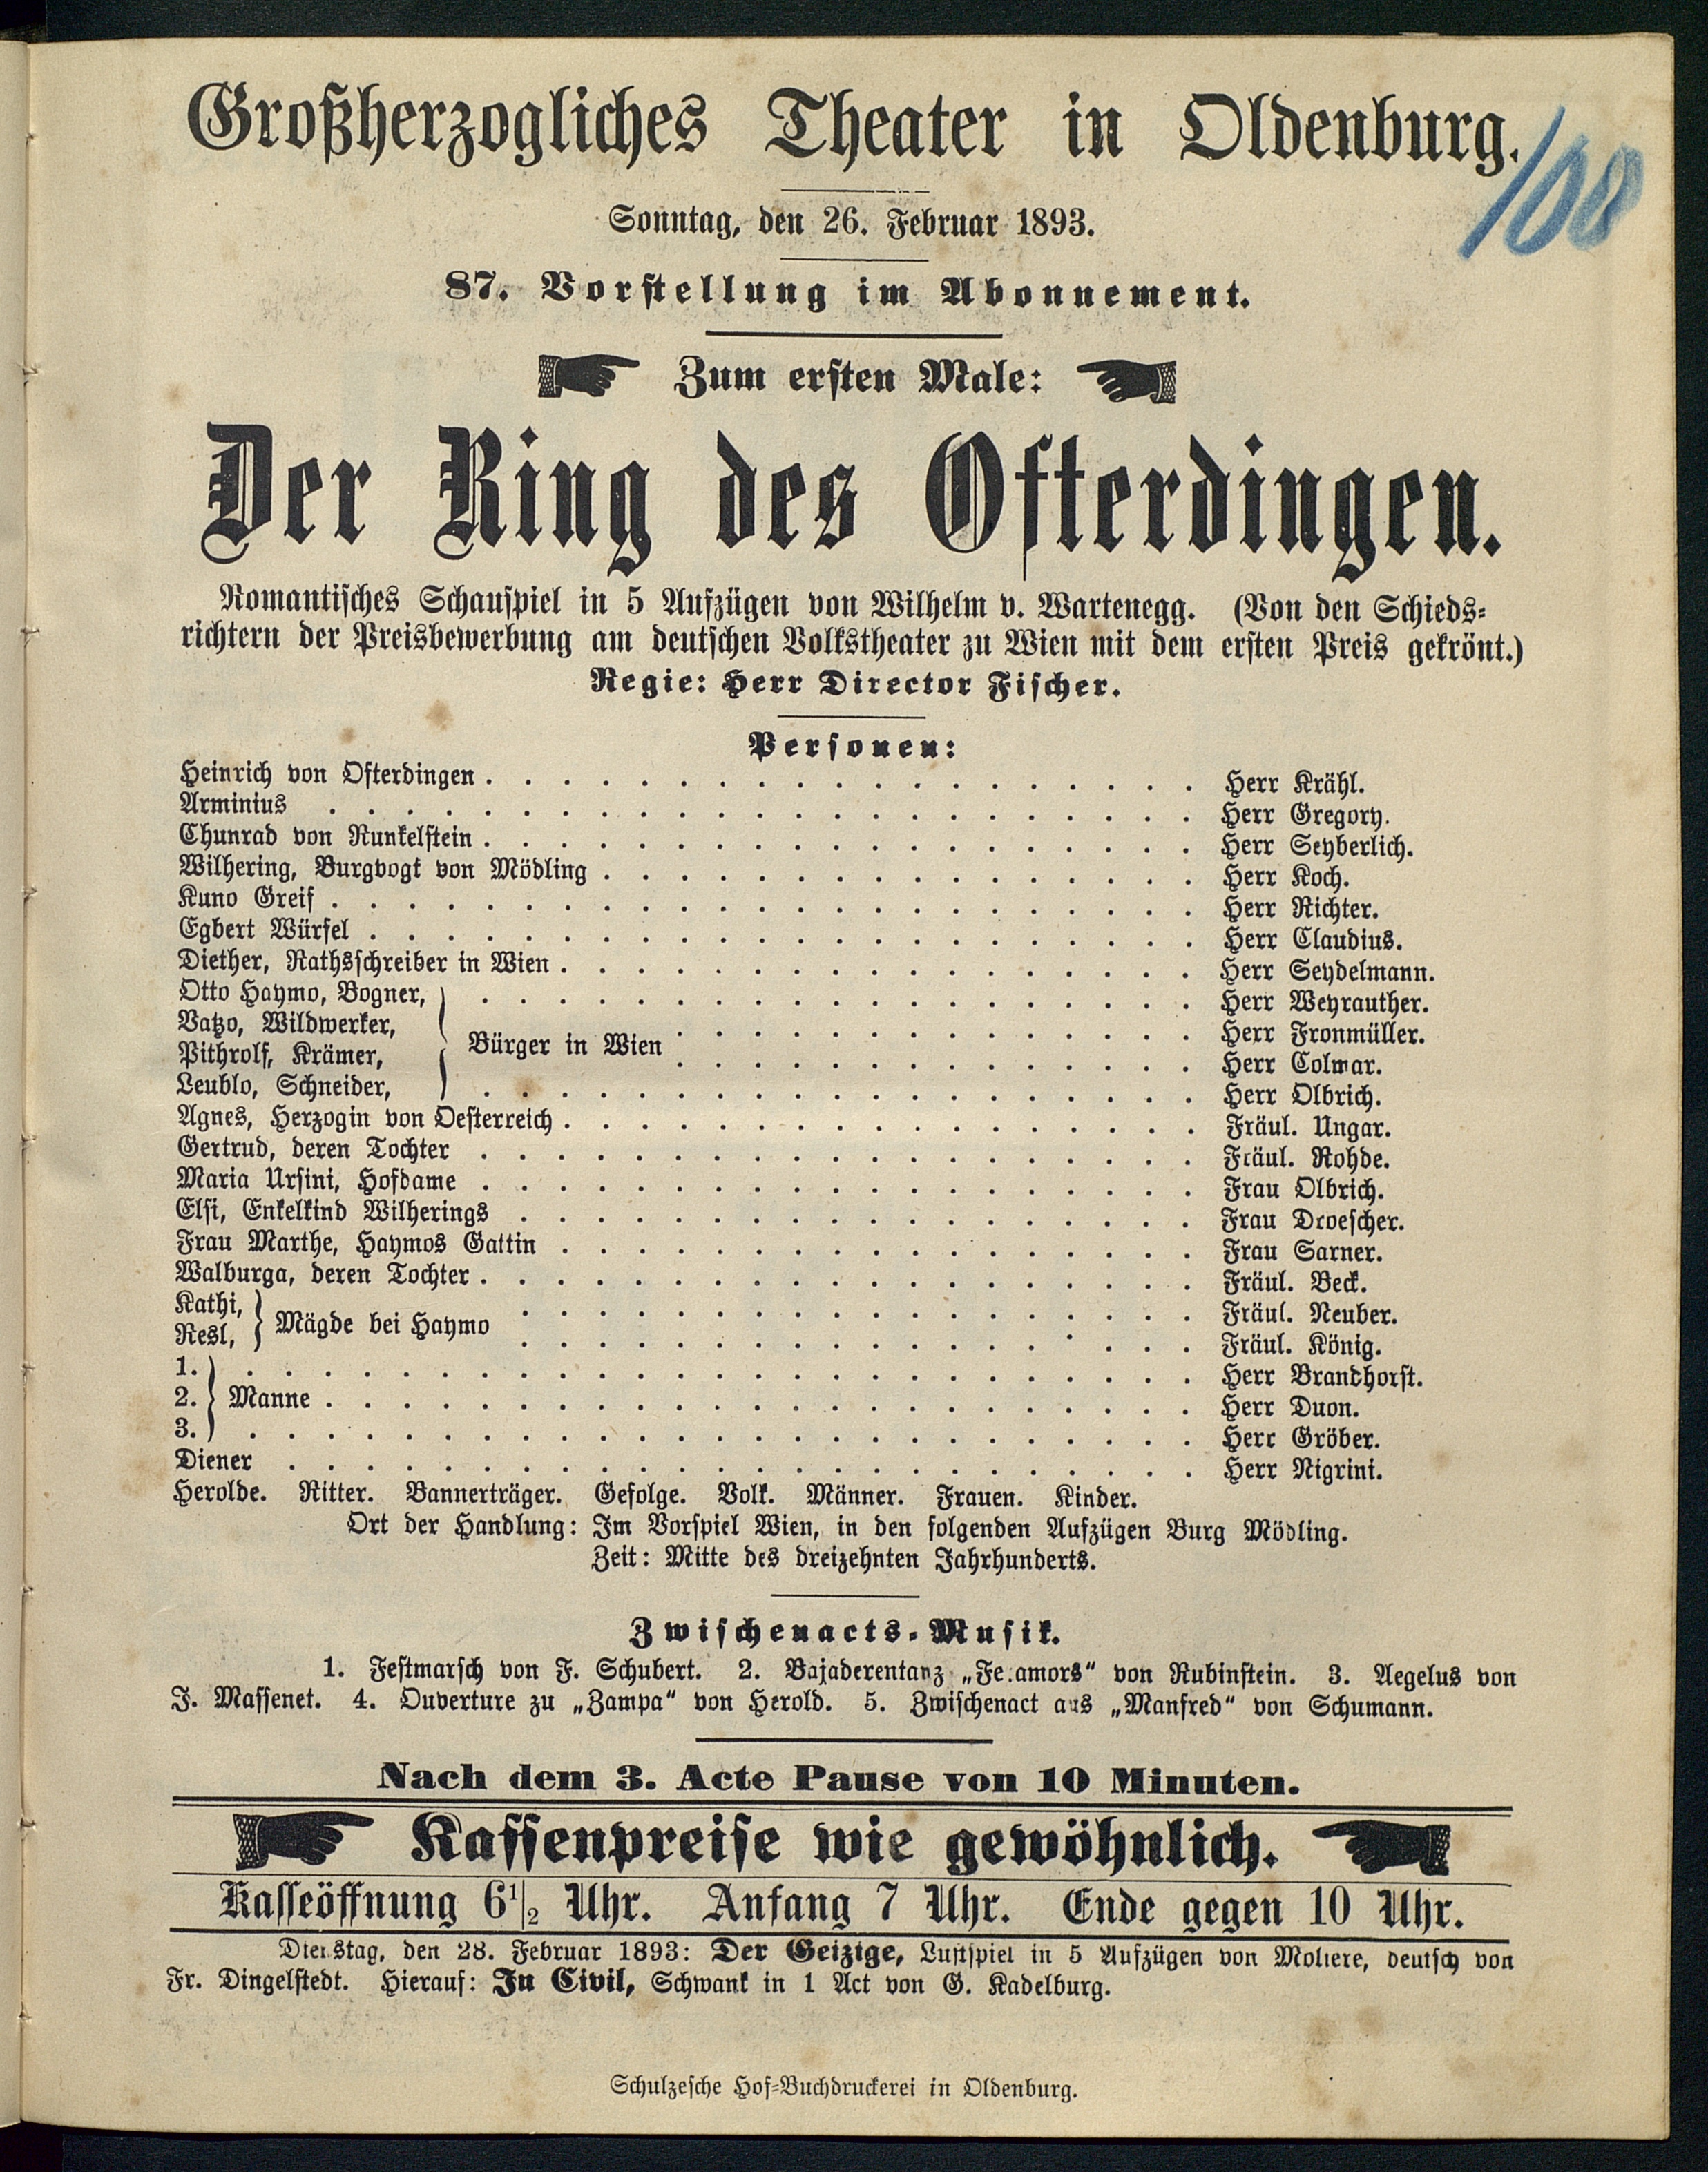 Großherzogliches Theater in Oldenburg.
108
Sonntag, den 26. Februar 1893.
87. Vorstellung im Abonnement.
Zum ersten Male:
Der Ring des Ofterdingen.
Romantisches Schauspiel in 5 Aufzügen von Wilhelm v. Wartenegg. (Von den Schieds-
richtern der Preisbewerbung am deutschen Volkstheater zu Wien mit dem ersten Preis gekrönt.)
Regie: Herr Director Fischer.
Personen:
Heinrich von Ofterdingen . . . . . Herr Krähl.
Arminius . . . . . Herr Gregory.
Chunrad von Runkelstein . . . . . Herr Seyberlich.
Wilhering, Burgvogt von Mödling . . . . . Herr Koch.
Kuno Greif . . . . . Herr Richter.
Egbert Würfel . . . . . Herr Claudius.
Diether, Rathsschreiber in Wien . . . . . Herr Seydelmann.
Otto Haymo, Bogner, . . . . . Herr Weyrauther.
Vatzo, Wildwerker, . . . . . Herr Fronmüller.
Bürger in Wien
Pithrolf, Krämer, . . . . . Herr Colmar.
Leublo, Schneider, . . . . . Herr Olbrich.
Agnes, Herzogin von Oesterreich . . . . . Fräul. Ungar.
Gertrud, deren Tochter . . . . . Fräul. Rohde.
Maria Ursini, Hofdame . . . . . Frau Olbrich.
Elsi, Enkelkind Wilherings . . . . . Frau Droescher.
Frau Marthe, Haymos Gattin . . . . . Frau Sarner.
Walburga, deren Tochter . . . . . Fräul. Beck.
Kathi, . . . . . Fräul. Neuber.
Mägde bei Haymo
Resl, . . . . . Fräul. König.
1. . . . . . Herr Brandhorst.
2. Manne . . . . . Herr Duon.
3. . . . . . Herr Gröber.
Diener . . . . . Herr Nigrini.
Herolde. Ritter. Bannerträger. Gefolge. Volk. Männer. Frauen. Kinder.
Ort der Handlung: Im Vorspiel Wien, in den folgenden Aufzügen Burg Mödling.
Zeit: Mitte des dreizehnten Jahrhunderts.
Zwischenacts-Musik.
1. Festmarsch von F. Schubert. 2. Bajaderentanz „Feramors“ von Rubinstein. 3. Aegelus von
J. Massenet. 4. Ouverture zu „Zampa“ von Herold. 5. Zwischenact aus „Manfred“ von Schumann.
Nach dem 3. Acte Pause von 10 Minuten.
Kassenpreise wie gewöhnlich.
Kasseöffnung 6 1/2 Uhr. Anfang 7 Uhr. Ende gegen 10 Uhr.
Dienstag, den 28. Februar 1893: Der Geizige, Lustspiel in 5 Aufzügen von Moliere, deutsch von
Fr. Dingelstedt. Hierauf: In Civil, Schwank in 1 Act von G. Kadelburg.
Schulzesche Hof-Buchdruckerei in Oldenburg.